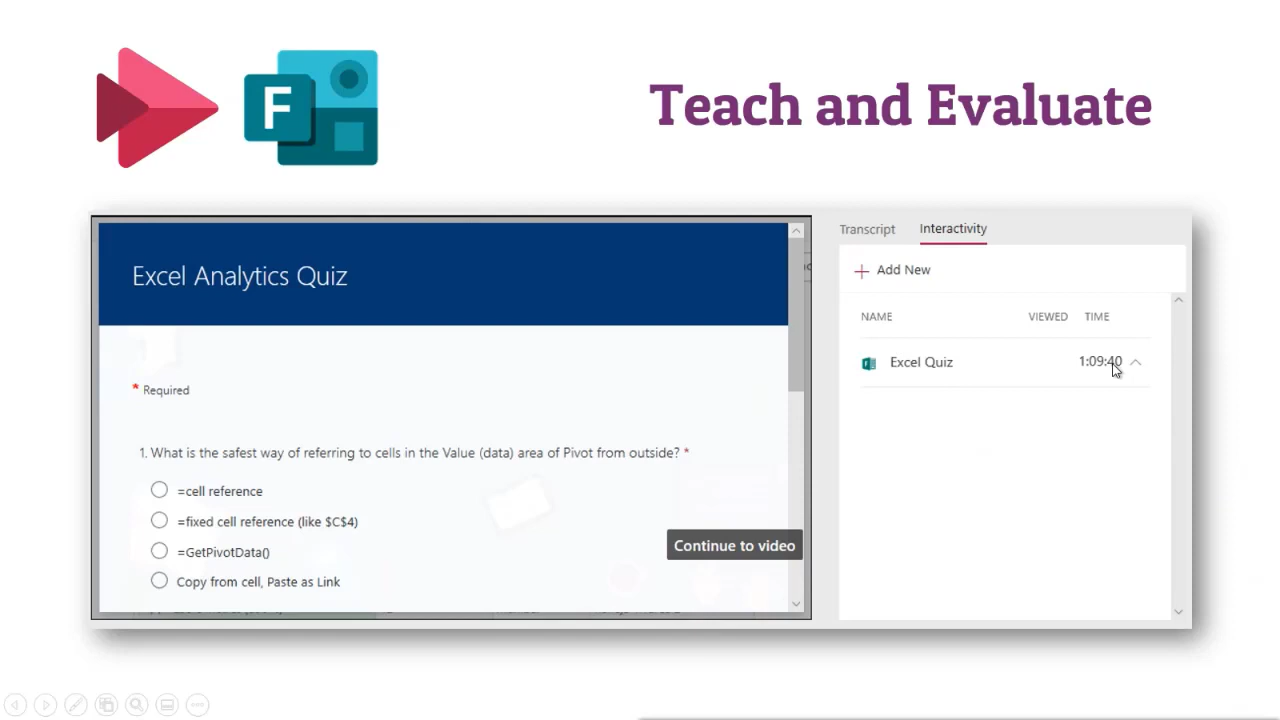 F
Teach and Evaluate
Excel Analytics Quiz
* Required
1. What is the safest way of referring to cells in the Value (data) area of Pivot from outside? *
=cell reference
=fixed cell reference (like $C$4)
=GetPivotData()
Copy from cell, Paste as Link
Continue to video
Transcript Interactivity
Add New
NAME VIEWED TIME
Excel Quiz 1:09:40